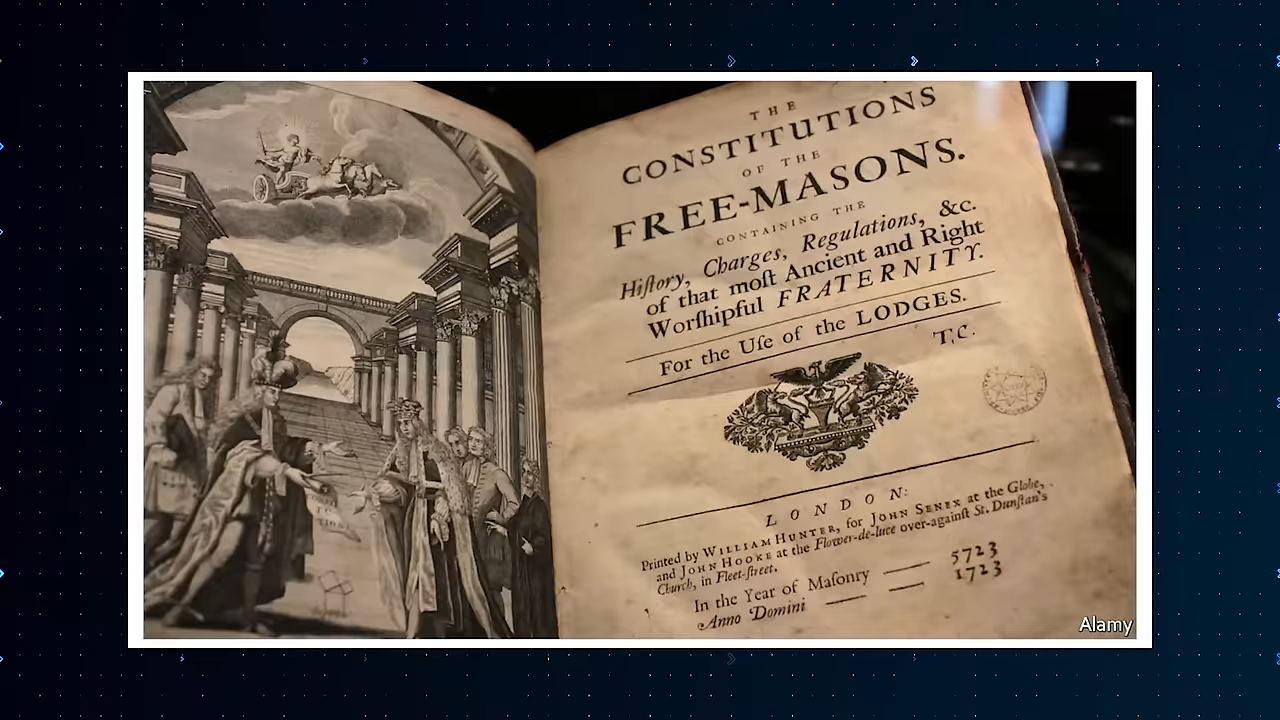 THE
CONSTITUTIONS
OF THE
FREE-MASONS.
CONTAINING THE
Hiſtory, Charges, Regulations, &c.
of that moſt Ancient and Right
Worſhipful FRATERNITY.
For the Uſe of the LODGES.
T.C.
LONDON:
Printed by WILLIAM HUNTER, for JOHN SENEX at the Globe,
and JOHN HOOKE at the Flower-de-luce over-againſt St. Dunſtan's
Church, in Fleet-ſtreet.
In the Year of Maſonry —— 5723
Anno Domini —— —— 1723
Alamy